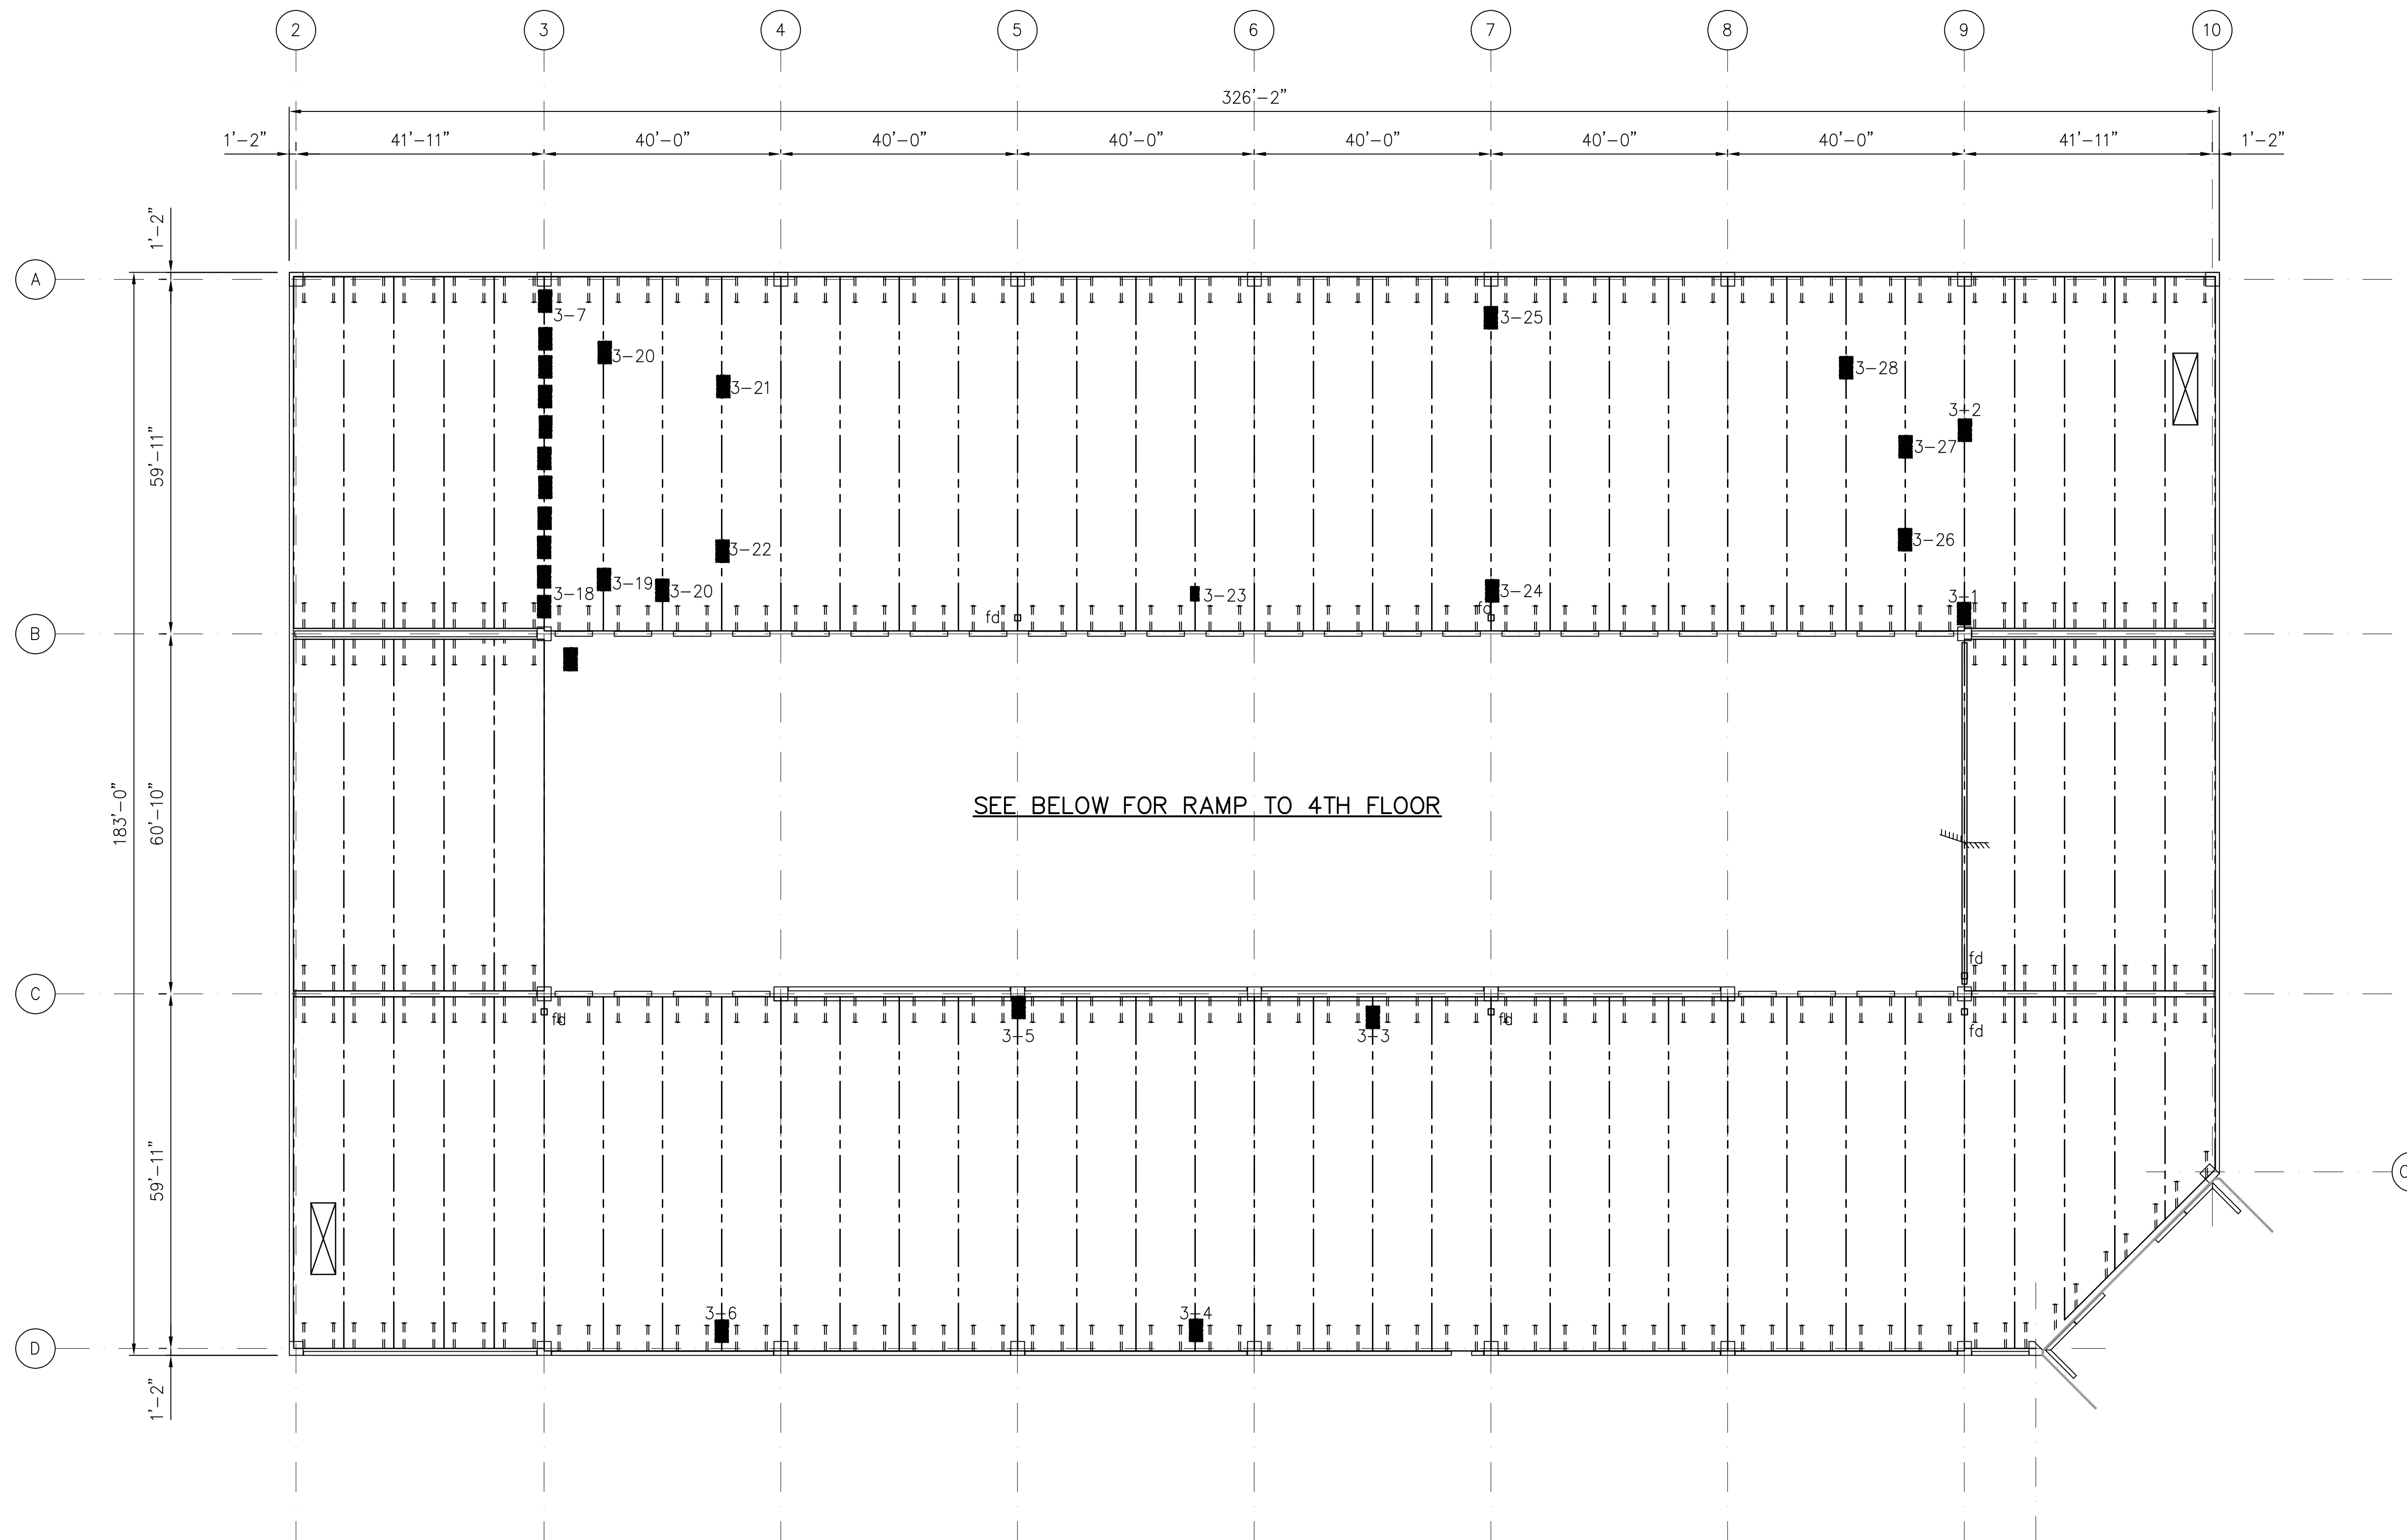 2 3 4 5 6 7 8 9 10
326'-2"
1'-2" 41'-11" 40'-0" 40'-0" 40'-0" 40'-0" 40'-0" 40'-0" 41'-11" 1'-2"
1'-2"
A
3-7
3-25
3-20
3-28
3-21
3-2
3-27
59'-11"
3-26
3-22
3-19
3-18
3-20
3-23
3-24
3-1
fd
fd
B
SEE BELOW FOR RAMP TO 4TH FLOOR
183'-0"
60'-10"
fd
C
fd
fd
fd
3-5
3-3
59'-11"
3-6
3-4
D
1'-2"